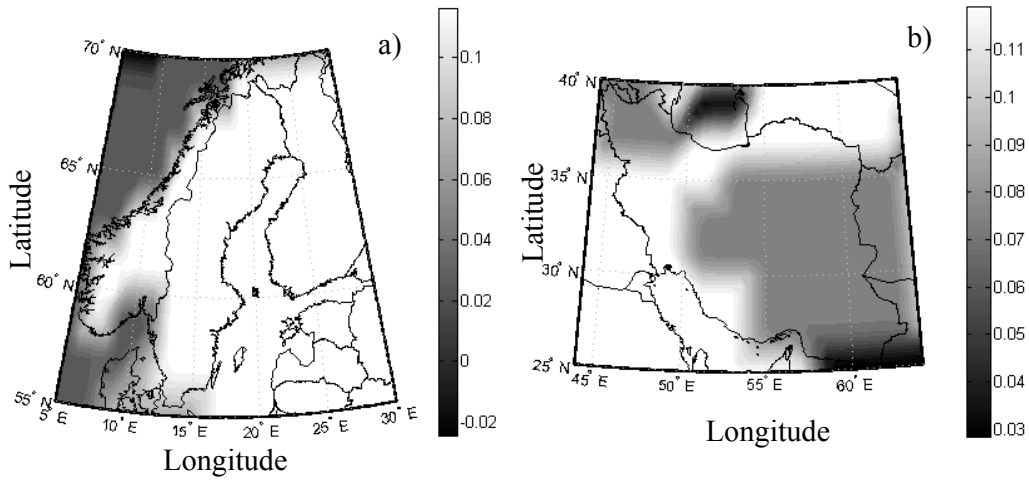 a)
70° N
65° N
60° N
55° N
5° E
10° E
15° E
20° E
25° E
30° E
Latitude
Longitude
0.1
0.08
0.06
0.04
0.02
0
-0.02
b)
40° N
35° N
30° N
25° N
45° E
50° E
55° E
60° E
Latitude
Longitude
0.11
0.1
0.09
0.08
0.07
0.06
0.05
0.04
0.03